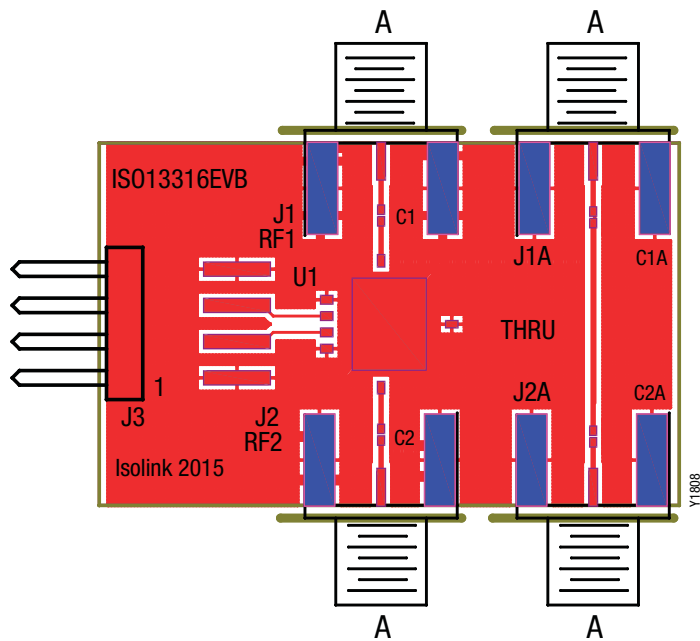 A A
ISO13316EVB
J1
RF1
C1
J1A
C1A
U1
THRU
1
J3
J2
RF2
C2
J2A
C2A
Isolink 2015
Y1808
A A